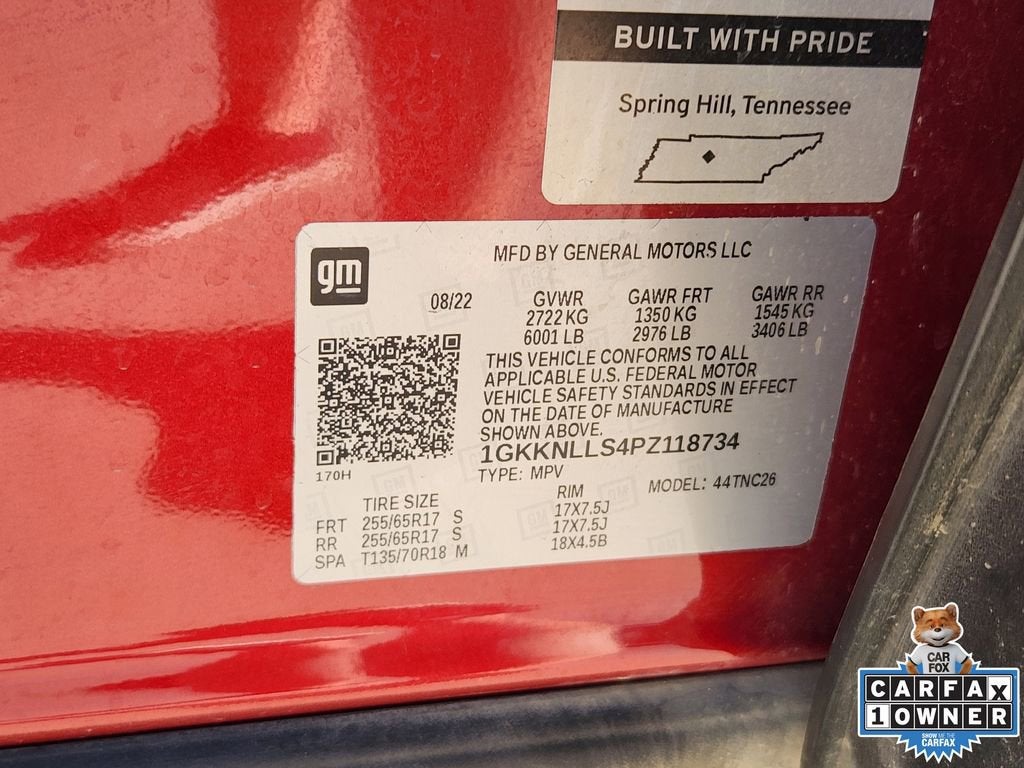 BUILT WITH PRIDE
Spring Hill, Tennessee
gm
MFD BY GENERAL MOTORS LLC
08/22
GVWR GAWR FRT GAWR RR
2722 KG 1350 KG 1545 KG
6001 LB 2976 LB 3406 LB
THIS VEHICLE CONFORMS TO ALL
APPLICABLE U.S. FEDERAL MOTOR
VEHICLE SAFETY STANDARDS IN EFFECT
ON THE DATE OF MANUFACTURE
SHOWN ABOVE.
1GKKNLLS4PZ118734
170H
TYPE: MPV MODEL: 44TNC26
TIRE SIZE RIM
FRT 255/65R17 S 17X7.5J
RR 255/65R17 S 17X7.5J
SPA T135/70R18 M 18X4.5B
CAR
FOX
CARFAX
1 OWNER
SHOW ME THE
CARFAX